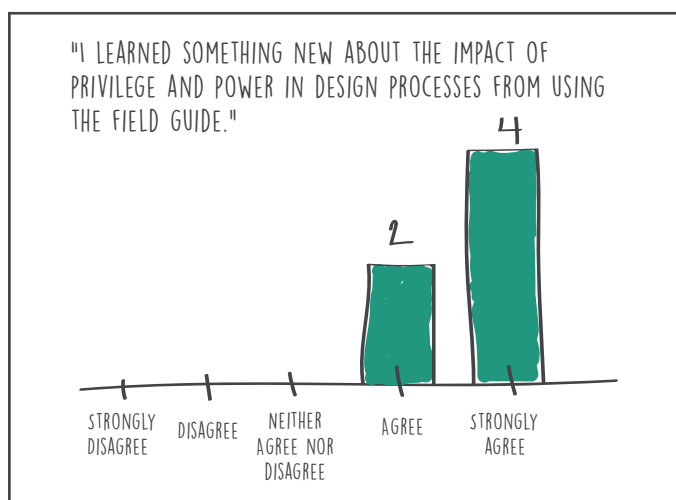 "I LEARNED SOMETHING NEW ABOUT THE IMPACT OF
PRIVILEGE AND POWER IN DESIGN PROCESSES FROM USING
THE FIELD GUIDE."
4
2
STRONGLY
DISAGREE
DISAGREE
NEITHER
AGREE NOR
DISAGREE
AGREE
STRONGLY
AGREE